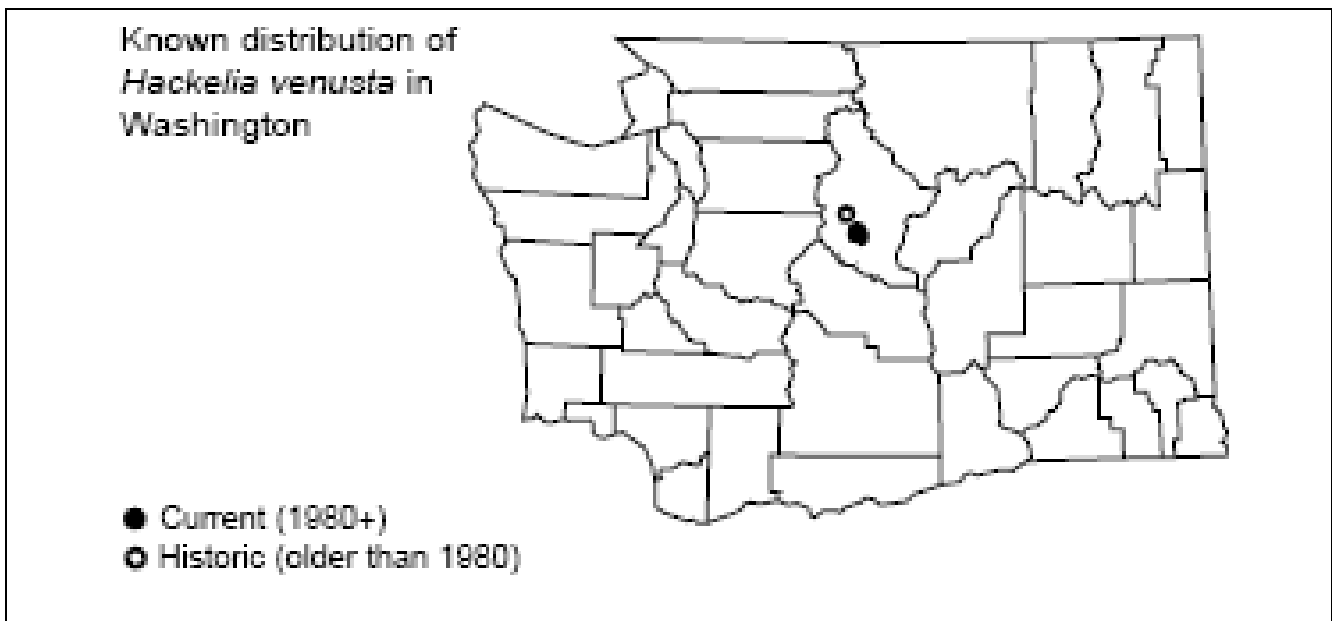 Known distribution of
Hackelia venusta in
Washington
Current (1980+)
Historic (older than 1980)